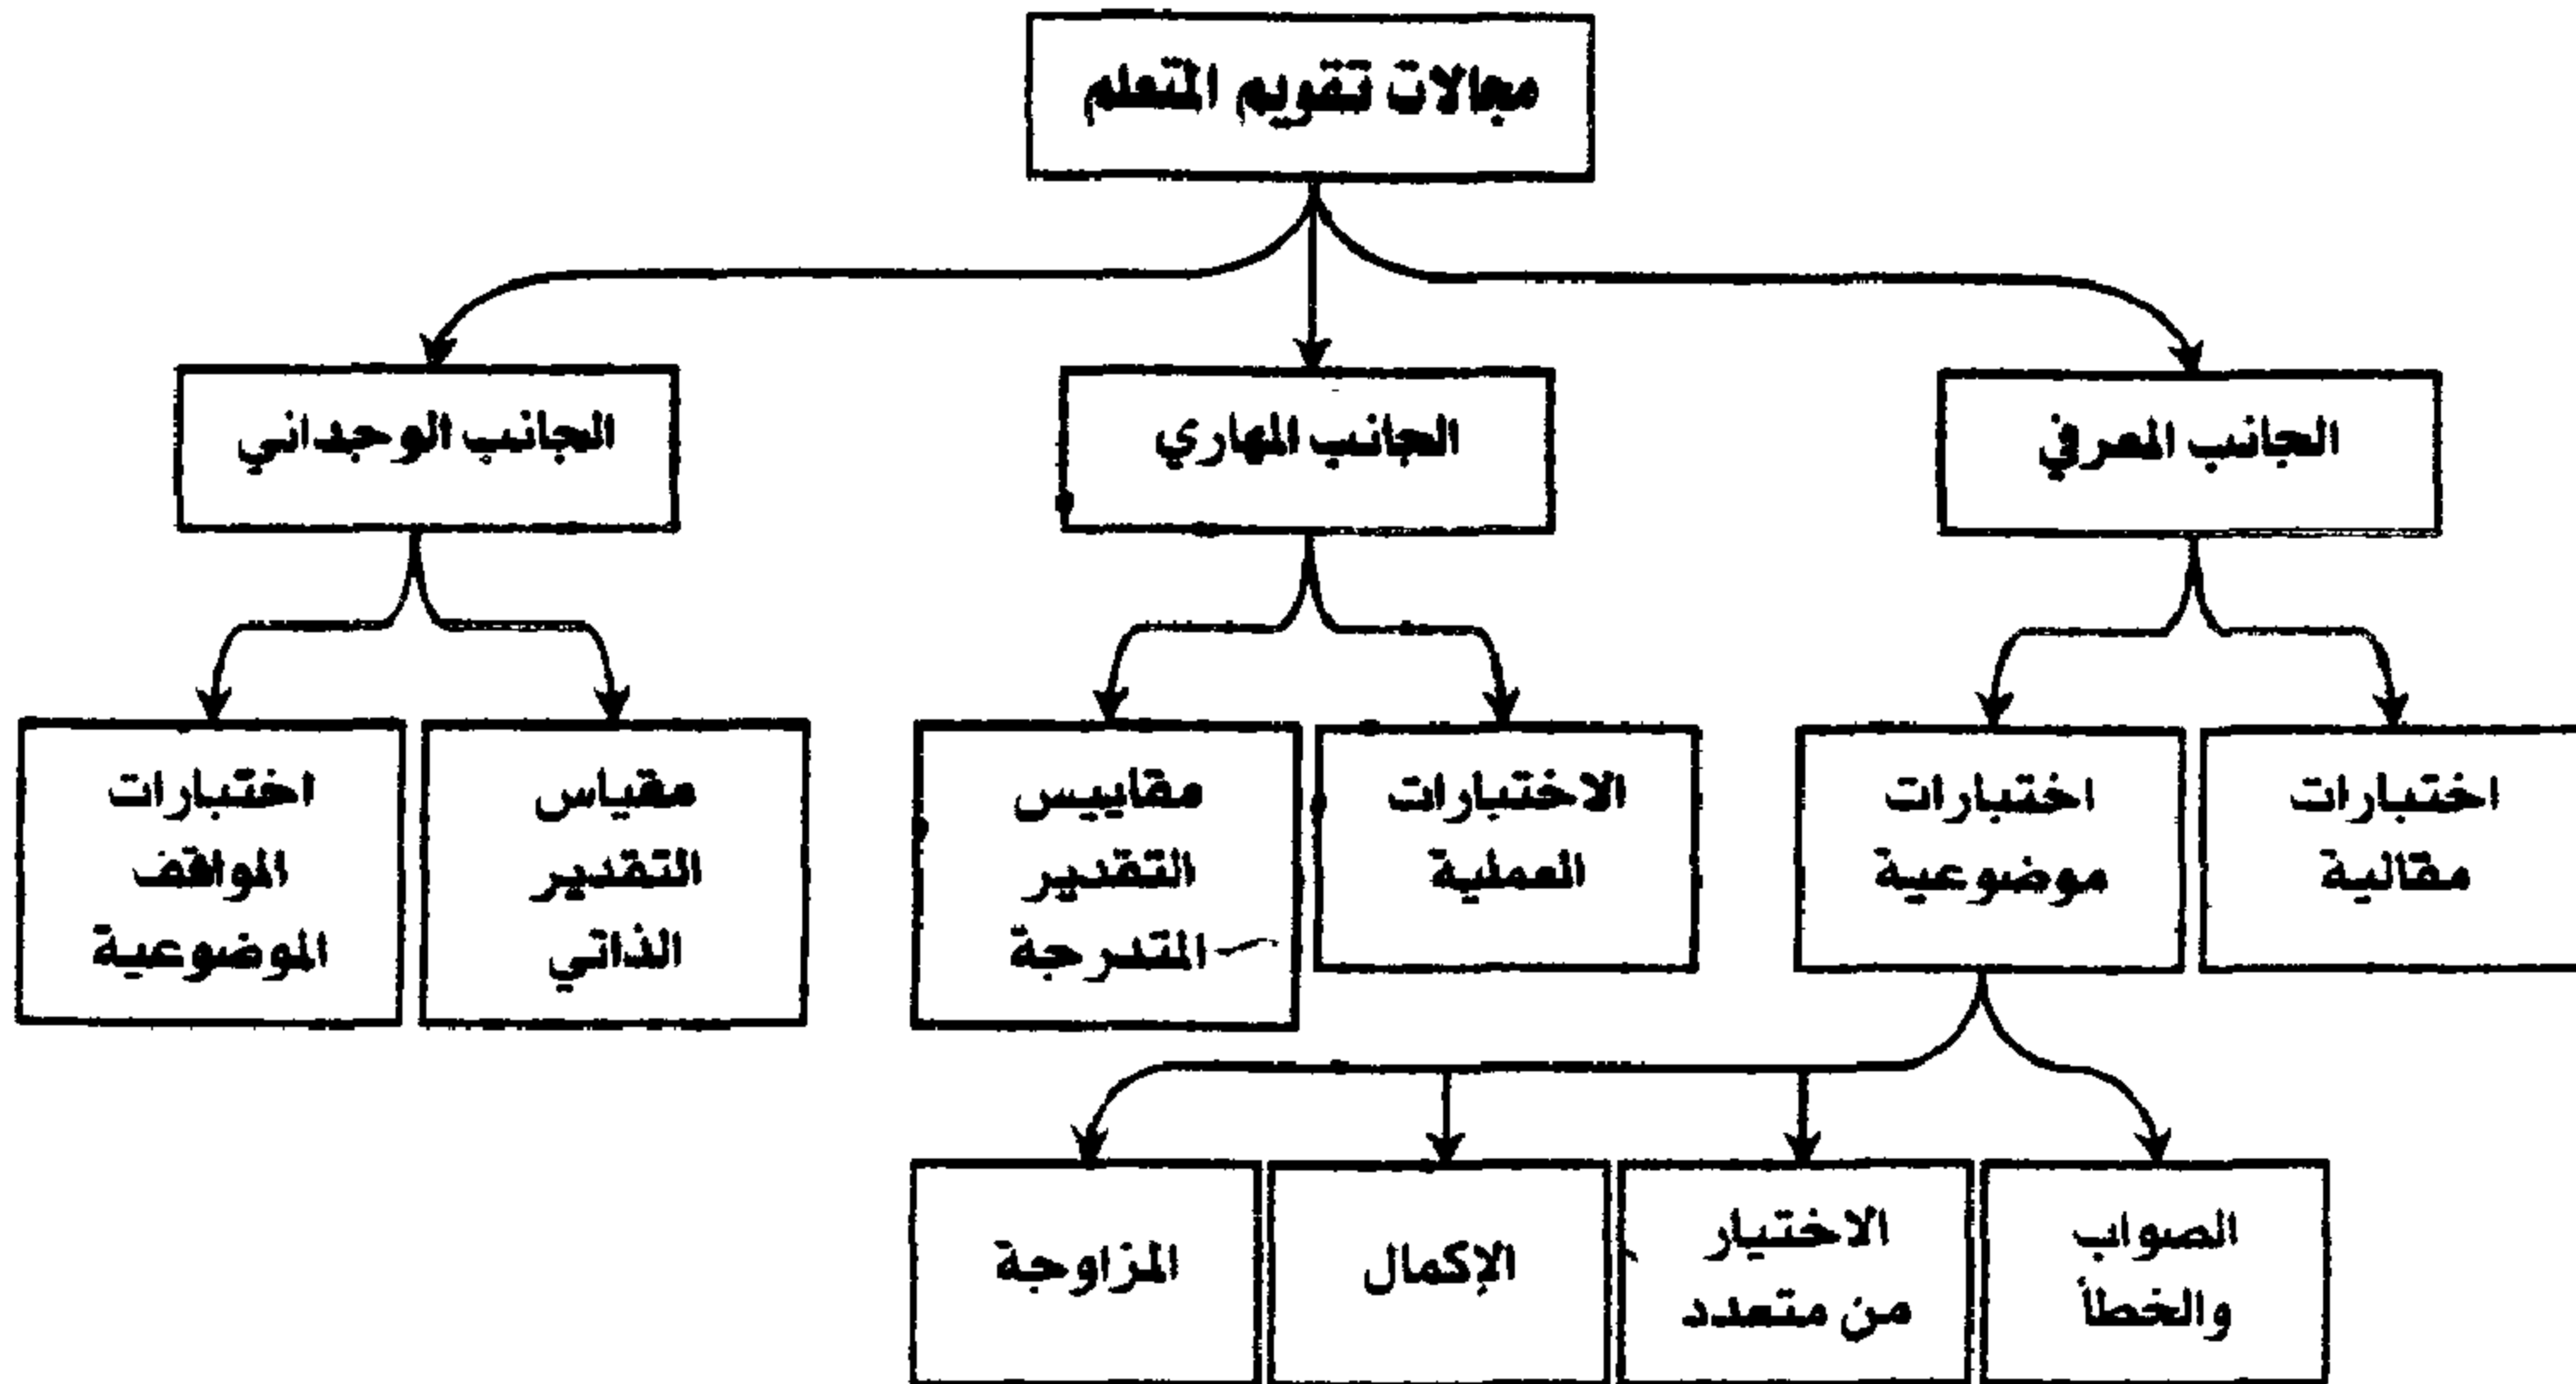 مجالات تقويم المتعلم
الجانب المعرفي
الجانب المهاري
الجانب الوجداني
اختبارات
مقالية
اختبارات
موضوعية
الاختبارات
العملية
مقاييس
التقدير
المتدرجة
مقياس
التقدير
الذاتي
اختبارات
المواقف
الموضوعية
الصواب
والخطأ
الاختيار
من متعدد
الإكمال
المزاوجة